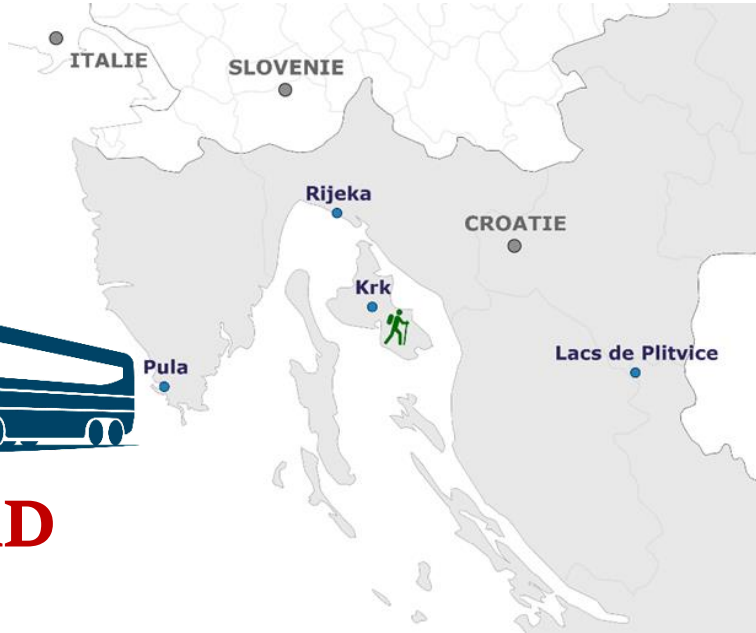 ITALIE
SLOVENIE
Rijeka
CROATIE
Krk
Lacs de Plitvice
Pula
D